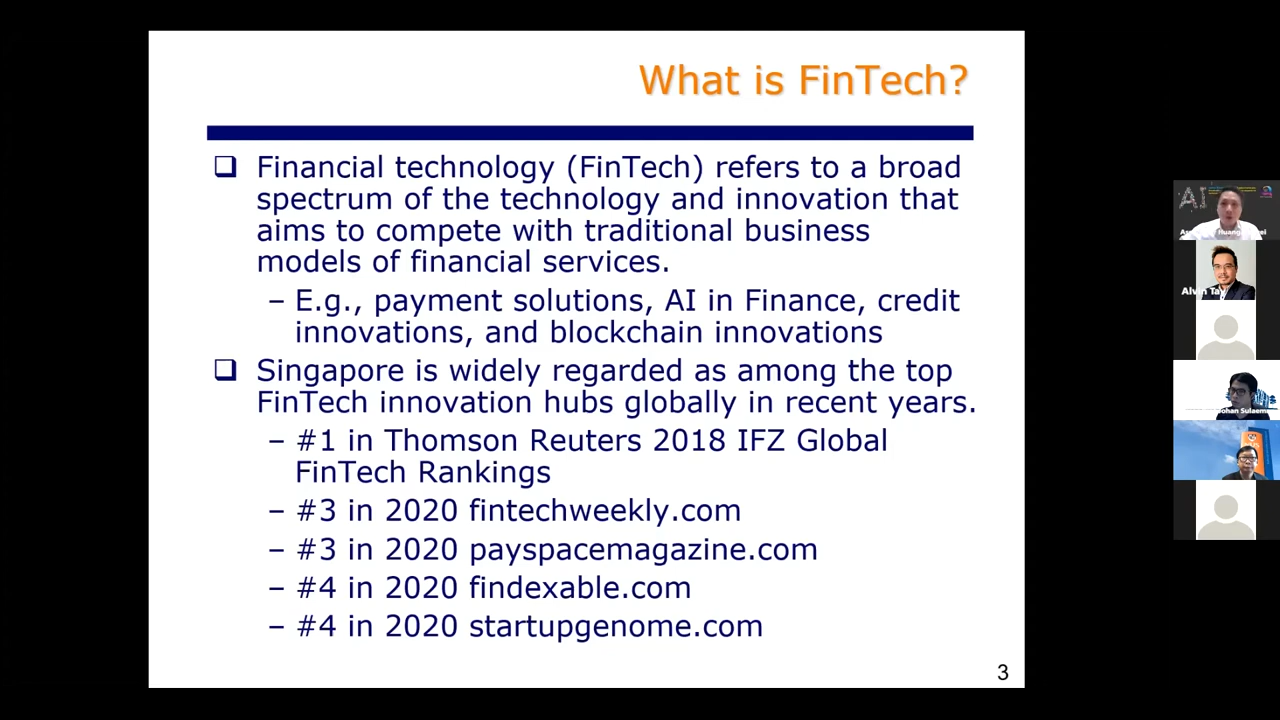 What is FinTech?
❑ Financial technology (FinTech) refers to a broad
spectrum of the technology and innovation that
aims to compete with traditional business
models of financial services.
– E.g., payment solutions, AI in Finance, credit
innovations, and blockchain innovations
❑ Singapore is widely regarded as among the top
FinTech innovation hubs globally in recent years.
– #1 in Thomson Reuters 2018 IFZ Global
FinTech Rankings
– #3 in 2020 fintechweekly.com
– #3 in 2020 payspacemagazine.com
– #4 in 2020 findexable.com
– #4 in 2020 startupgenome.com
3
AI
Alvin Tay